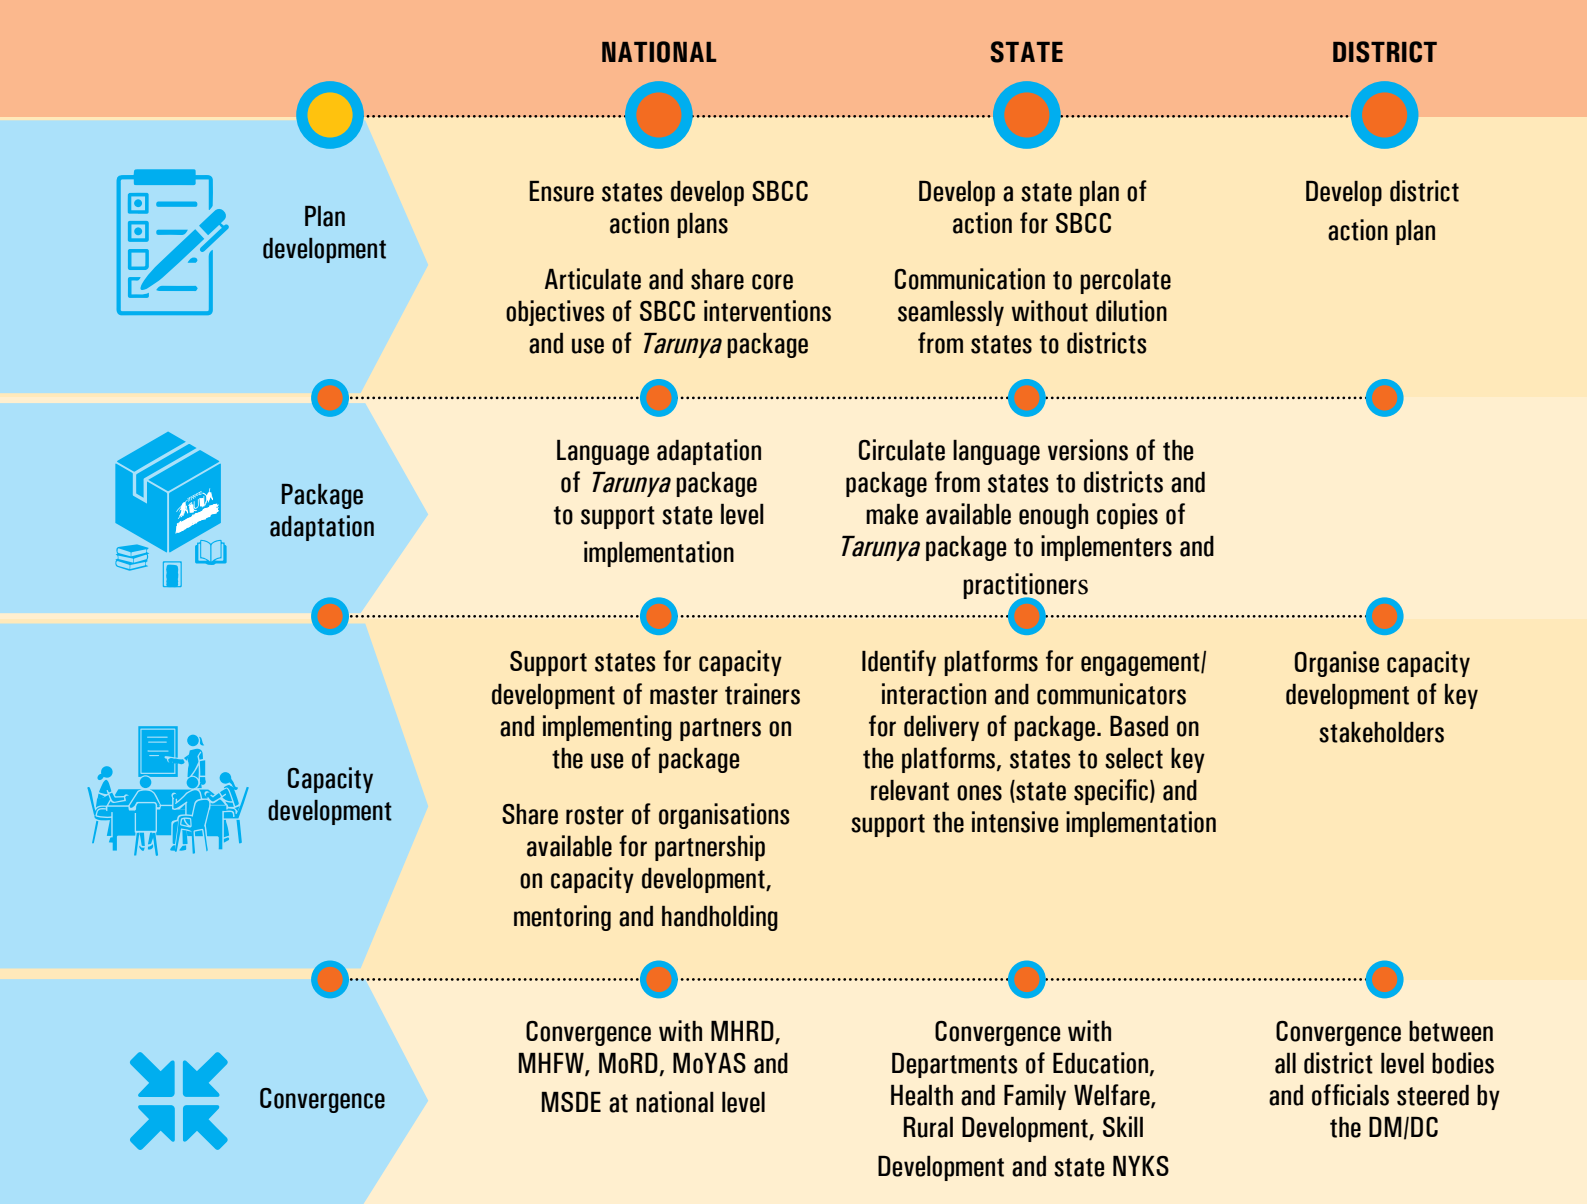 NATIONAL
STATE
DISTRICT
Plan
development
Ensure states develop SBCC
action plans
Articulate and share core
objectives of SBCC interventions
and use of Tarunya package
Develop a state plan of
action for SBCC
Communication to percolate
seamlessly without dilution
from states to districts
Develop district
action plan
Package
adaptation
Language adaptation
of Tarunya package
to support state level
implementation
Circulate language versions of the
package from states to districts and
make available enough copies of
Tarunya package to implementers and
practitioners
Capacity
development
Support states for capacity
development of master trainers
and implementing partners on
the use of package
Share roster of organisations
available for partnership
on capacity development,
mentoring and handholding
Identify platforms for engagement/
interaction and communicators
for delivery of package. Based on
the platforms, states to select key
relevant ones (state specific) and
support the intensive implementation
Organise capacity
development of key
stakeholders
Convergence
Convergence with MHRD,
MHFW, MoRD, MoYAS and
MSDE at national level
Convergence with
Departments of Education,
Health and Family Welfare,
Rural Development, Skill
Development and state NYKS
Convergence between
all district level bodies
and officials steered by
the DM/DC